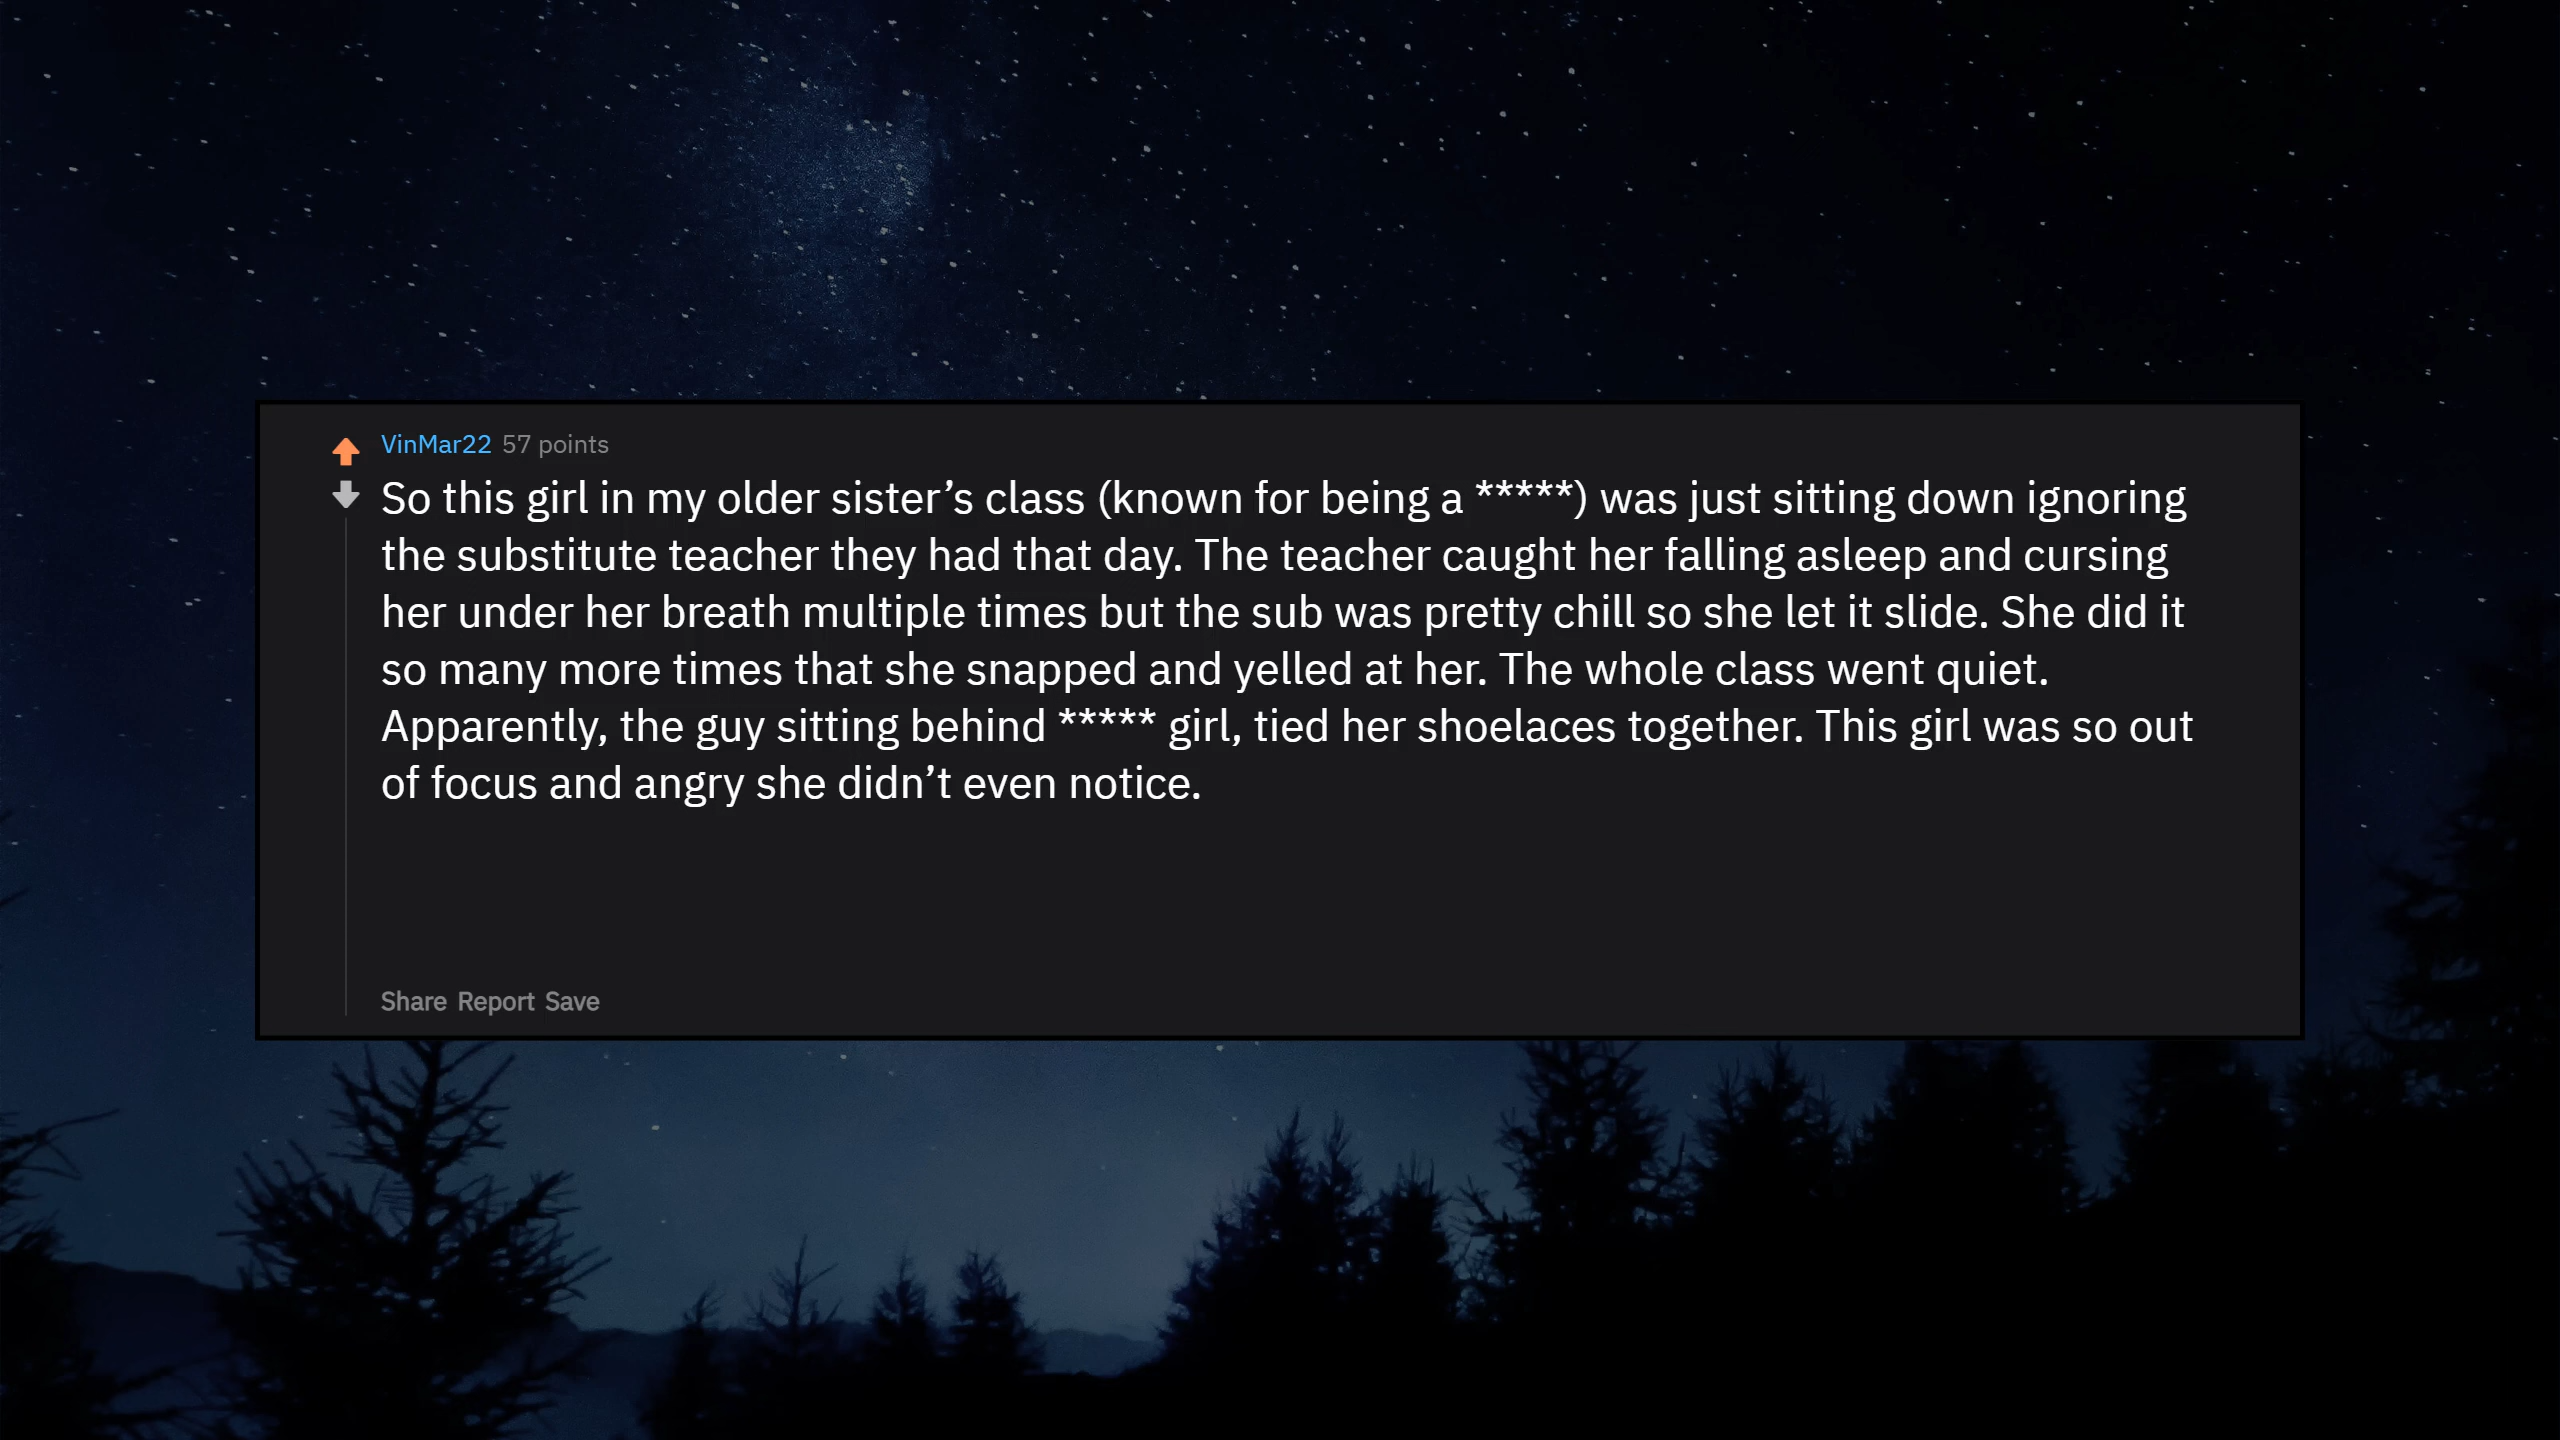 VinMar22 57 points
So this girl in my older sister’s class (known for being a *****) was just sitting down ignoring
the substitute teacher they had that day. The teacher caught her falling asleep and cursing
her under her breath multiple times but the sub was pretty chill so she let it slide. She did it
so many more times that she snapped and yelled at her. The whole class went quiet.
Apparently, the guy sitting behind ***** girl, tied her shoelaces together. This girl was so out
of focus and angry she didn’t even notice.
Share Report Save